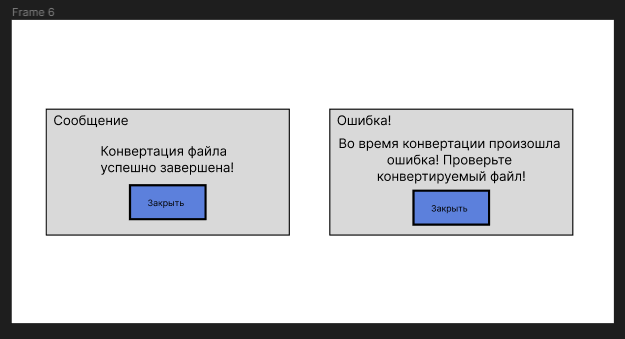 Frame 6
Сообщение
Конвертация файла
успешно завершена!
Закрыть
Ошибка!
Во время конвертации произошла
ошибка! Проверьте
конвертируемый файл!
Закрыть